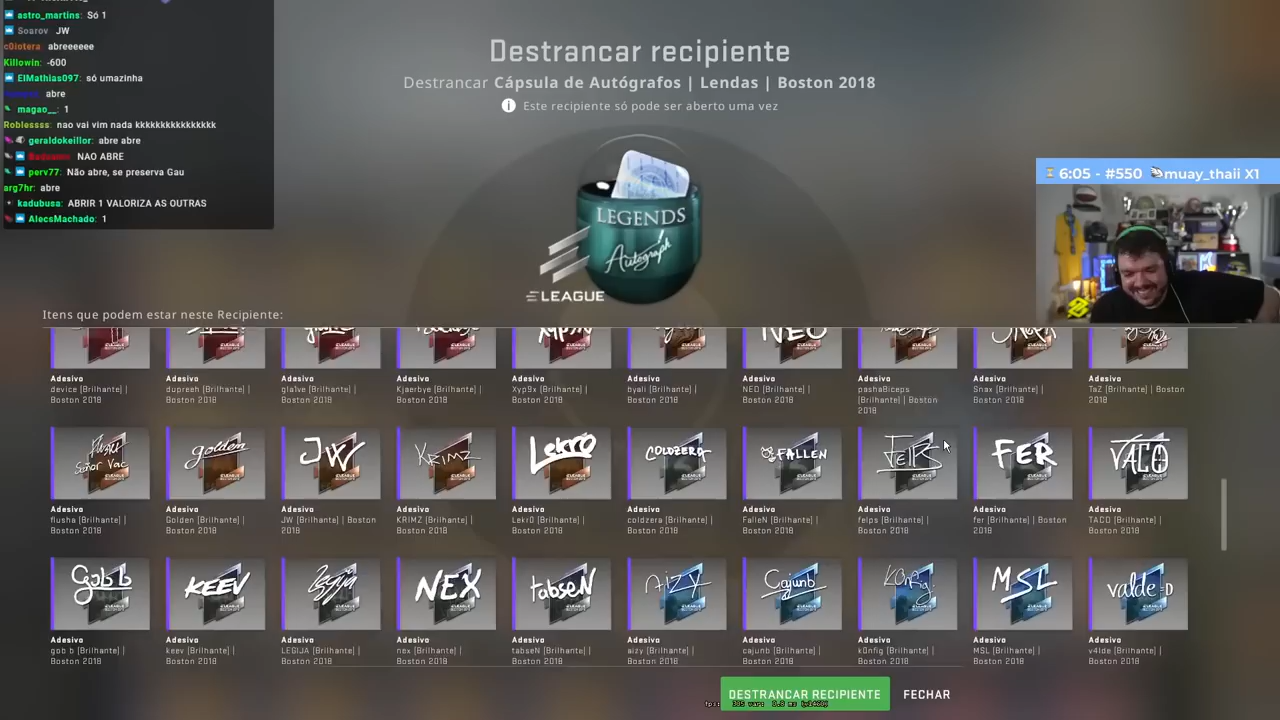 astro_martins: Só 1
Soarov JW
c0iotera abreeeeee
Killowin: -600
ElMathias097: só umazinha
abre
magao__: 1
Roblessss: nao vai vim nada kkkkkkkkkkkkkkkk
geraldokeillor: abre abre
NAO ABRE
perv77: Não abre, se preserva Gau
arg7hr: abre
kadubusa: ABRIR 1 VALORIZA AS OUTRAS
AlecsMachado: 1
Destrancar recipiente
Destrancar Cápsula de Autógrafos | Lendas | Boston 2018
Este recipiente só pode ser aberto uma vez
LEGENDS
Autograph
ELEAGUE
6:05 - #550 muay_thaii X1
Itens que podem estar neste Recipiente:
Adesivo Adesivo Adesivo Adesivo Adesivo Adesivo Adesivo Adesivo Adesivo Adesivo
device [Brilhante] | dupreeh [Brilhante] | gla1ve [Brilhante] | Kjaerbye [Brilhante] | Xyp9x [Brilhante] | byali [Brilhante] | NEO [Brilhante] | pashaBiceps Snax [Brilhante] | TaZ [Brilhante] | Boston
Boston 2018 Boston 2018 Boston 2018 Boston 2018 Boston 2018 Boston 2018 Boston 2018 [Brilhante] | Boston Boston 2018 2018
2018
flusha Señor Vac golden JW KRIMZ Lekro COLDZERA FALLEN FELPS FER TACO
Adesivo Adesivo Adesivo Adesivo Adesivo Adesivo Adesivo Adesivo Adesivo Adesivo
flusha [Brilhante] | Golden [Brilhante] | JW [Brilhante] | Boston KRIMZ [Brilhante] | Lekr0 [Brilhante] | coldzera [Brilhante] | FalleN [Brilhante] | felps [Brilhante] | fer [Brilhante] | Boston TACO [Brilhante] |
Boston 2018 Boston 2018 2018 Boston 2018 Boston 2018 Boston 2018 Boston 2018 Boston 2018 2018 Boston 2018
Gob b KEEV legija NEX tabseN AIZY Cajunb K0nfig. MSL valde =D
Adesivo Adesivo Adesivo Adesivo Adesivo Adesivo Adesivo Adesivo Adesivo Adesivo
gob b [Brilhante] | keev [Brilhante] | LEGIJA [Brilhante] | nex [Brilhante] | tabseN [Brilhante] | aizy [Brilhante] | cajunb [Brilhante] | k0nfig [Brilhante] | MSL [Brilhante] | v4lde [Brilhante] |
Boston 2018 Boston 2018 Boston 2018 Boston 2018 Boston 2018 Boston 2018 Boston 2018 Boston 2018 Boston 2018 Boston 2018
DESTRANCAR RECIPIENTE
FECHAR